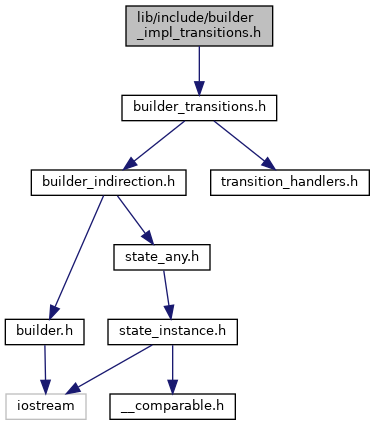 lib/include/builder
_impl_transitions.h
builder_transitions.h
builder_indirection.h
transition_handlers.h
state_any.h
builder.h
state_instance.h
iostream
__comparable.h